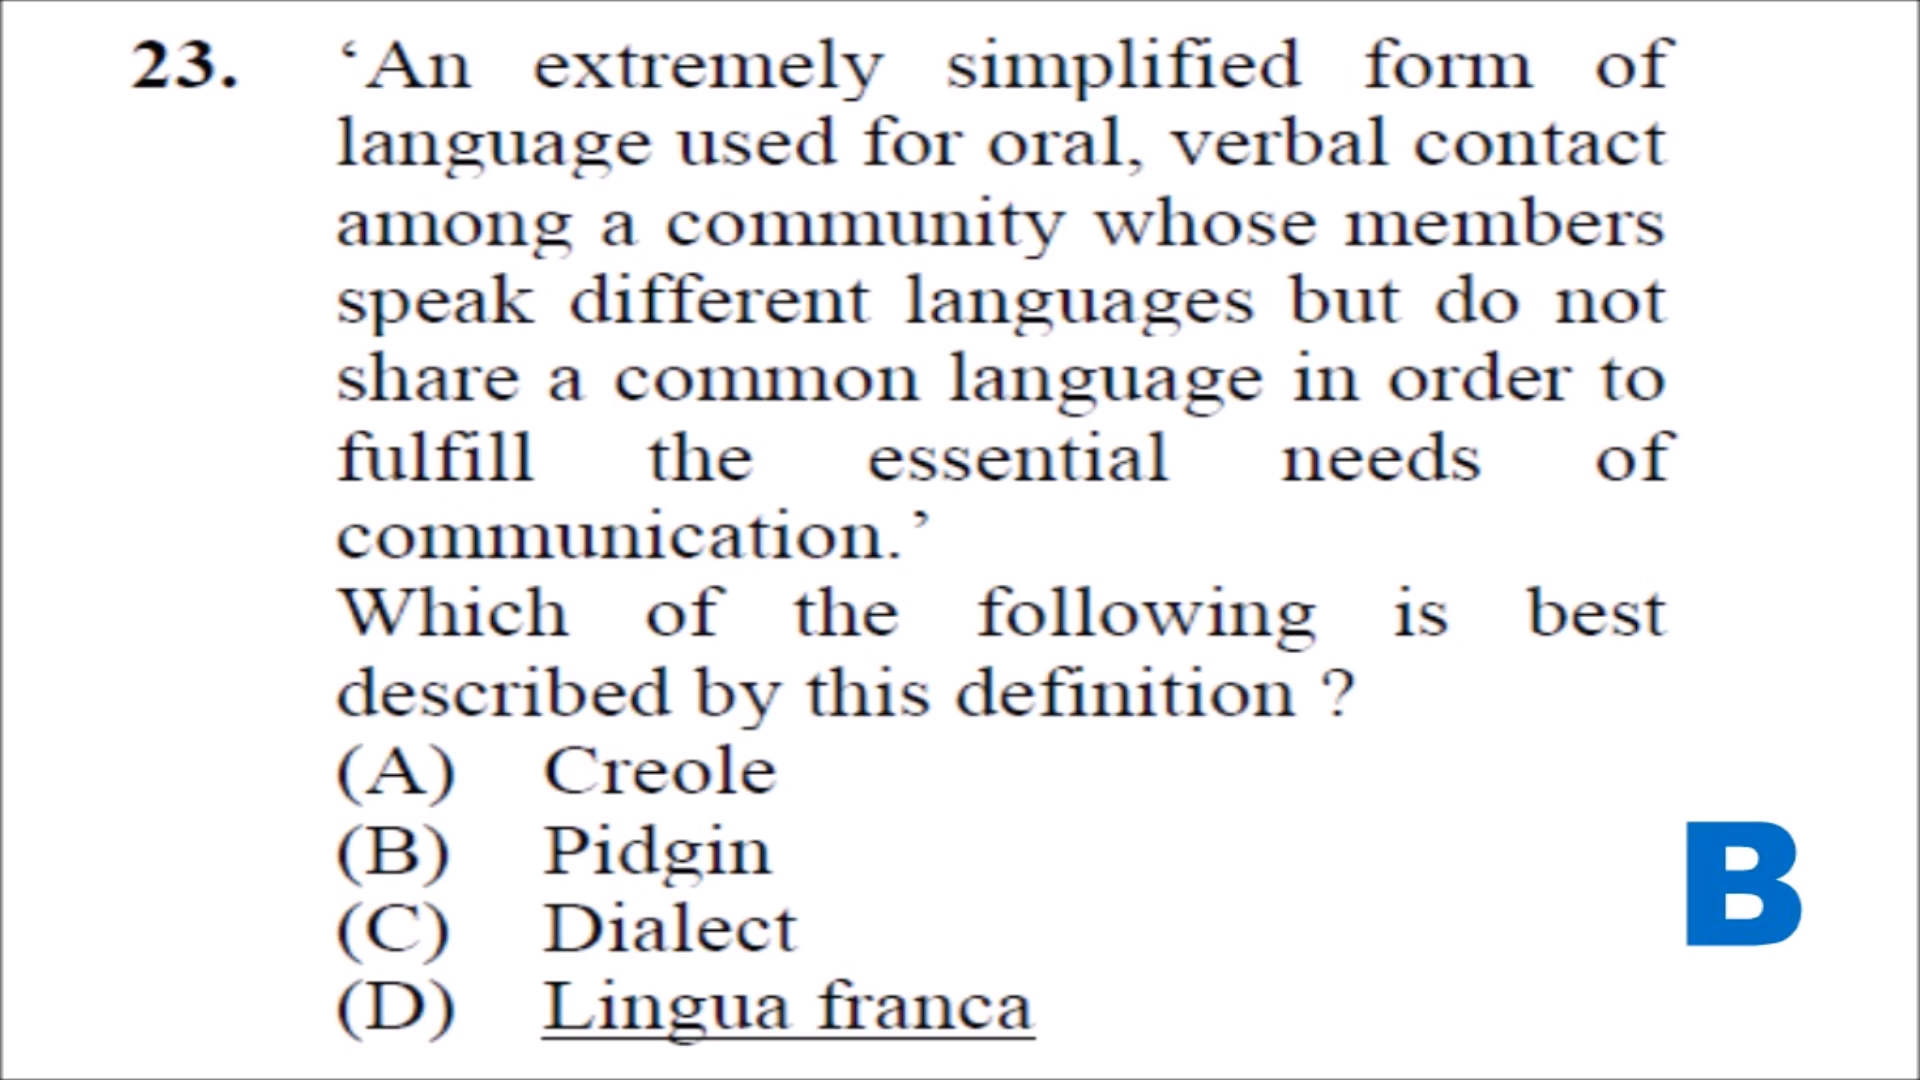 23. ‘An extremely simplified form of
language used for oral, verbal contact
among a community whose members
speak different languages but do not
share a common language in order to
fulfill the essential needs of
communication.’
Which of the following is best
described by this definition ?
(A) Creole
(B) Pidgin
(C) Dialect
(D) Lingua franca
B